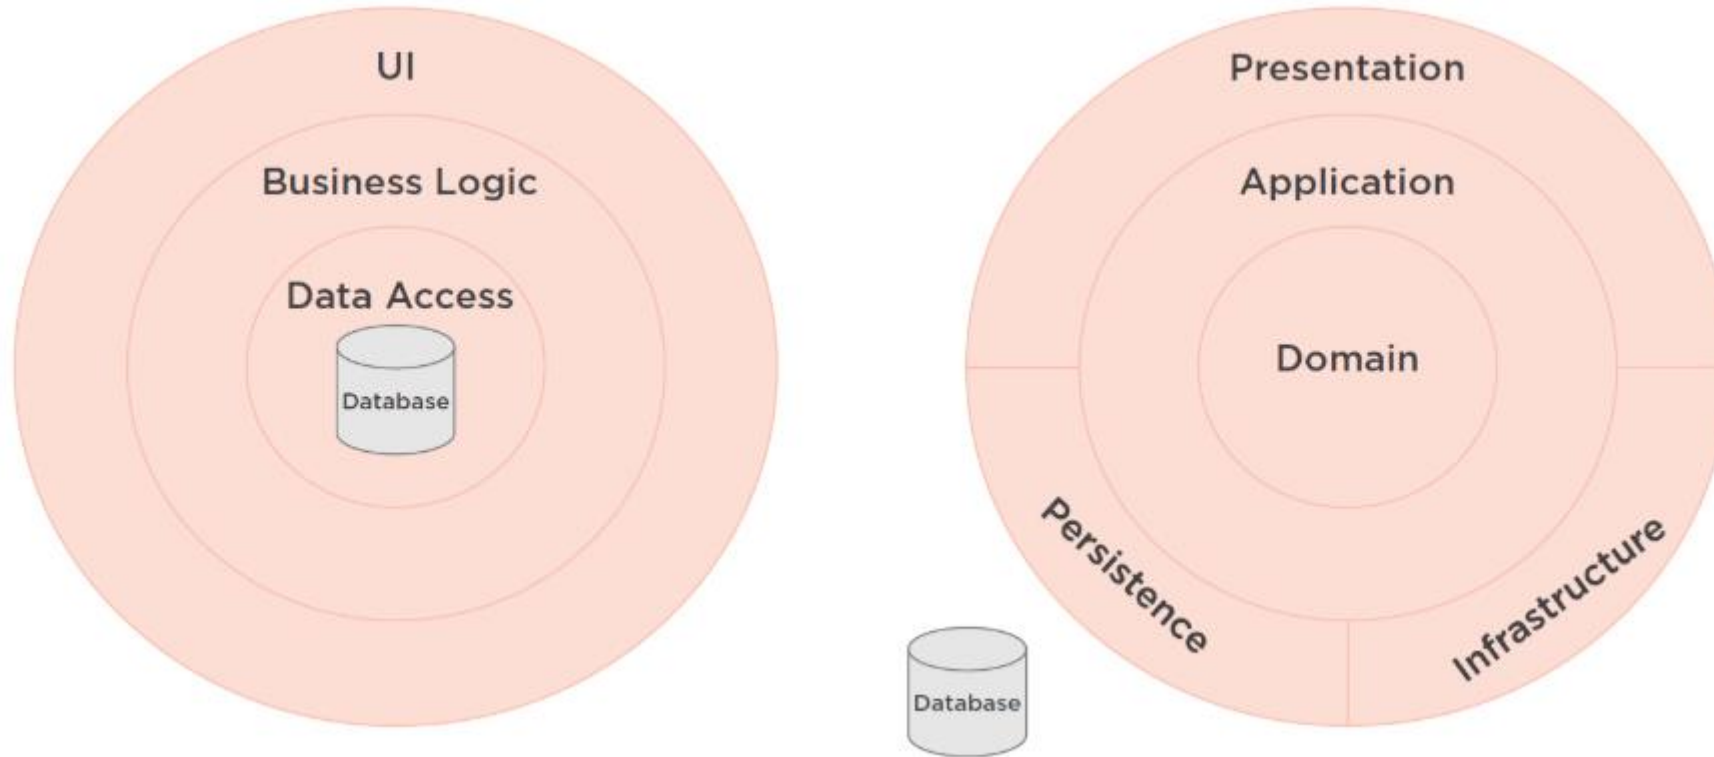 UI
Business Logic
Data Access
Database
Presentation
Application
Domain
Persistence
Infrastructure
Database